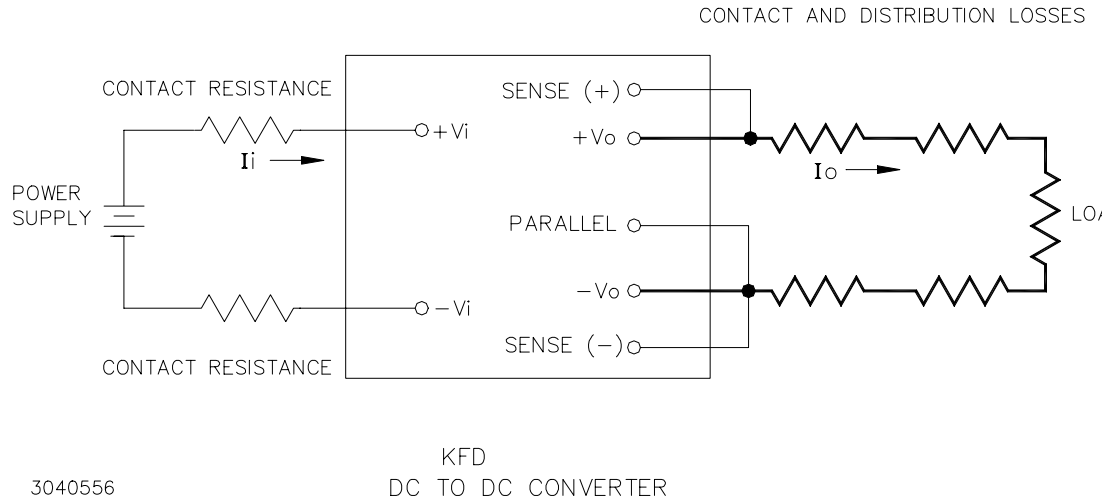 CONTACT AND DISTRIBUTION LOSSES
CONTACT RESISTANCE
SENSE (+)
+Vi
+Vo
Ii
Io
POWER
SUPPLY
PARALLEL
-Vi
-Vo
SENSE (-)
CONTACT RESISTANCE
KFD
DC TO DC CONVERTER
3040556